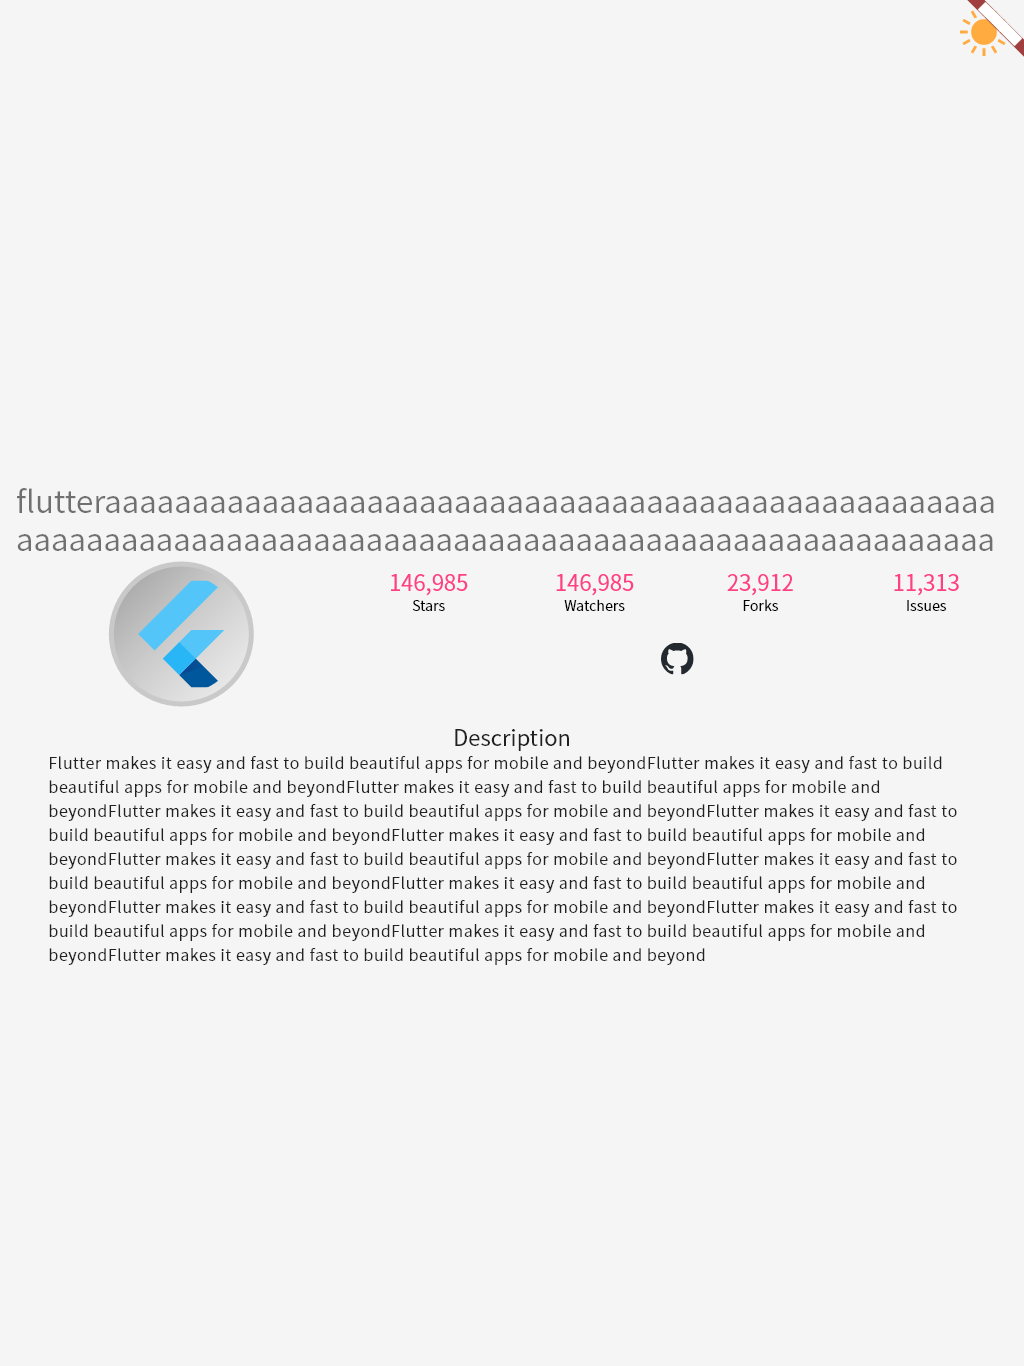 flutteraaaaaaaaaaaaaaaaaaaaaaaaaaaaaaaaaaaaaaaaaaaaaaaaaaa
aaaaaaaaaaaaaaaaaaaaaaaaaaaaaaaaaaaaaaaaaaaaaaaaaaaaaaaa
146,985 146,985 23,912 11,313
Stars Watchers Forks Issues
Description
Flutter makes it easy and fast to build beautiful apps for mobile and beyondFlutter makes it easy and fast to build
beautiful apps for mobile and beyondFlutter makes it easy and fast to build beautiful apps for mobile and
beyondFlutter makes it easy and fast to build beautiful apps for mobile and beyondFlutter makes it easy and fast to
build beautiful apps for mobile and beyondFlutter makes it easy and fast to build beautiful apps for mobile and
beyondFlutter makes it easy and fast to build beautiful apps for mobile and beyondFlutter makes it easy and fast to
build beautiful apps for mobile and beyondFlutter makes it easy and fast to build beautiful apps for mobile and
beyondFlutter makes it easy and fast to build beautiful apps for mobile and beyondFlutter makes it easy and fast to
build beautiful apps for mobile and beyondFlutter makes it easy and fast to build beautiful apps for mobile and
beyondFlutter makes it easy and fast to build beautiful apps for mobile and beyond